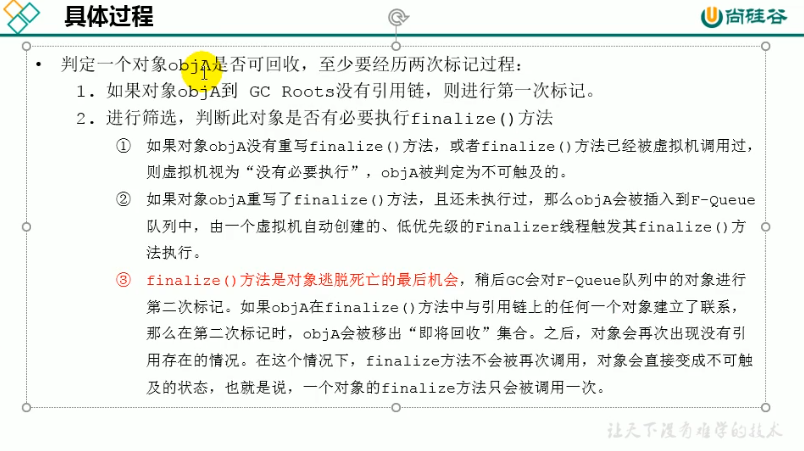 具体过程
尚硅谷
• 判定一个对象objA是否可回收，至少要经历两次标记过程：
1. 如果对象objA到 GC Roots没有引用链，则进行第一次标记。
2. 进行筛选，判断此对象是否有必要执行finalize()方法
① 如果对象objA没有重写finalize()方法，或者finalize()方法已经被虚拟机调用过，
则虚拟机视为“没有必要执行”，objA被判定为不可触及的。
② 如果对象objA重写了finalize()方法，且还未执行过，那么objA会被插入到F-Queue
队列中，由一个虚拟机自动创建的、低优先级的Finalizer线程触发其finalize()方
法执行。
③ finalize()方法是对象逃脱死亡的最后机会，稍后GC会对F-Queue队列中的对象进行
第二次标记。如果objA在finalize()方法中与引用链上的任何一个对象建立了联系，
那么在第二次标记时，objA会被移出“即将回收”集合。之后，对象会再次出现没有引
用存在的情况。在这个情况下，finalize方法不会被再次调用，对象会直接变成不可触
及的状态，也就是说，一个对象的finalize方法只会被调用一次。
让天下没有难学的技术